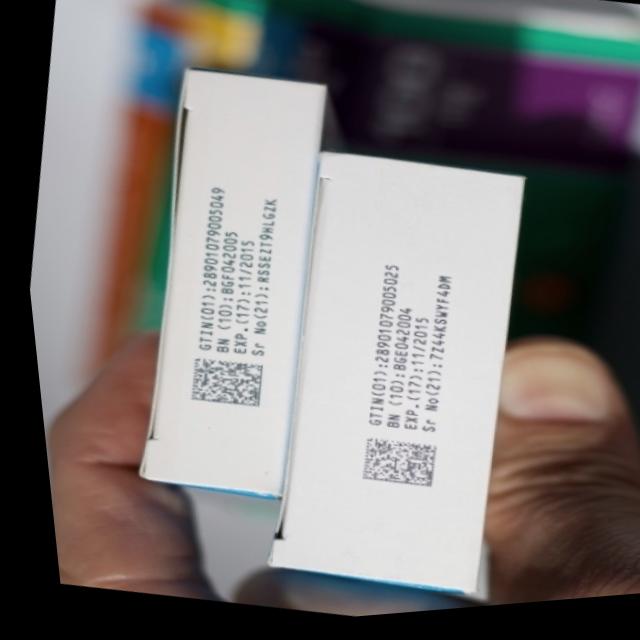 GTIN(01):28901079005049
BN (10):BGF042005
EXP.(17):11/2015
Sr No(21):RSSEZT9HLGZK
GTIN(01):28901079005025
BN (10):BGE042004
EXP.(17):11/2015
Sr No(21):7Z44KSWYF4DM